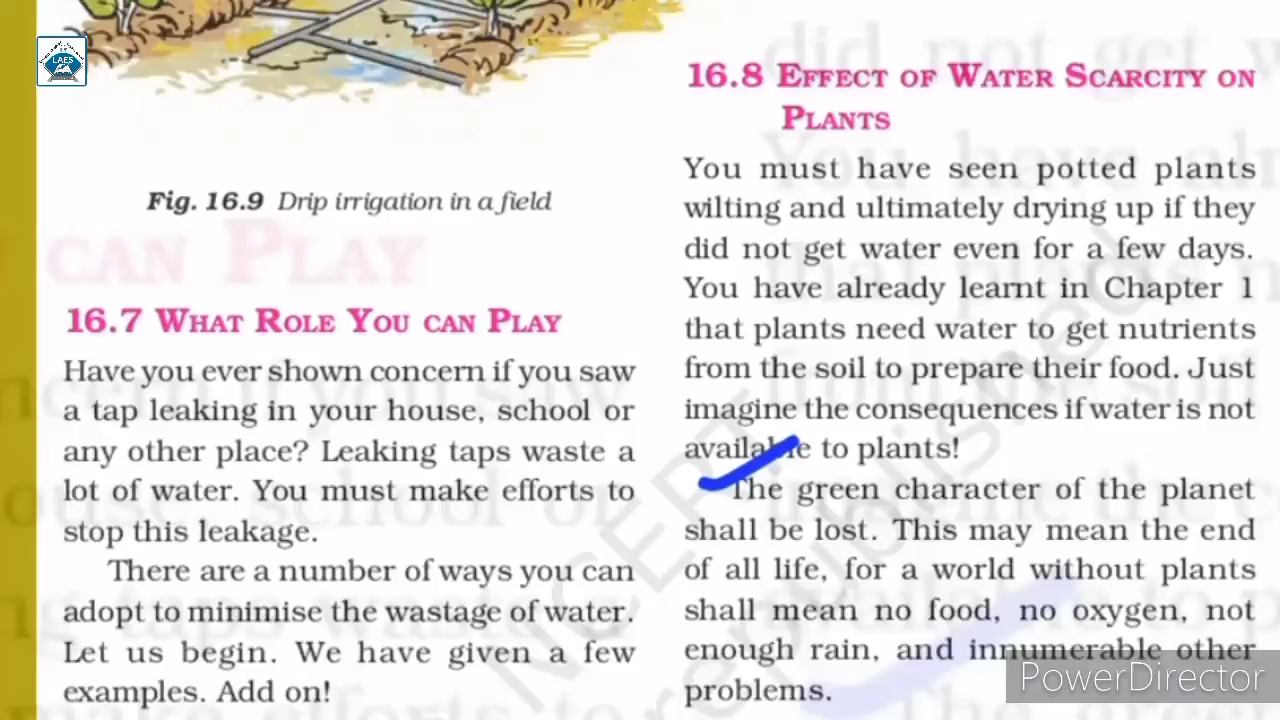 LAES
Fig. 16.9 Drip irrigation in a field
16.7 WHAT ROLE YOU CAN PLAY
Have you ever shown concern if you saw
a tap leaking in your house, school or
any other place? Leaking taps waste a
lot of water. You must make efforts to
stop this leakage.
There are a number of ways you can
adopt to minimise the wastage of water.
Let us begin. We have given a few
examples. Add on!
16.8 EFFECT OF WATER SCARCITY ON
PLANTS
You must have seen potted plants
wilting and ultimately drying up if they
did not get water even for a few days.
You have already learnt in Chapter 1
that plants need water to get nutrients
from the soil to prepare their food. Just
imagine the consequences if water is not
available to plants!
The green character of the planet
shall be lost. This may mean the end
of all life, for a world without plants
shall mean no food, no oxygen, not
enough rain, and innumerable other
problems.
PowerDirector